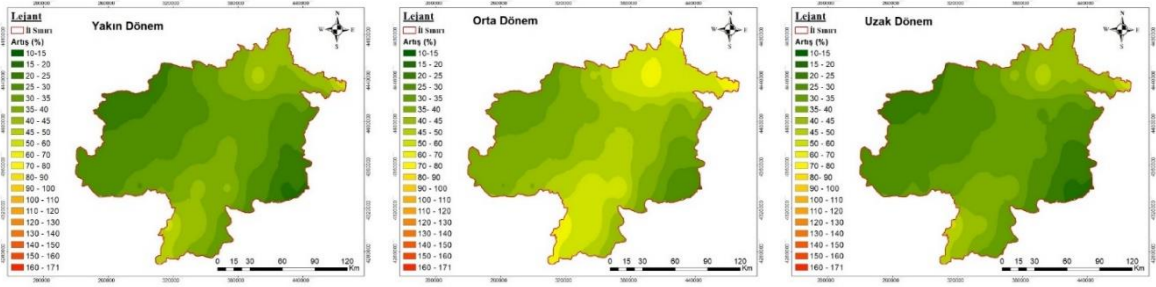 Yakın Dönem
Lejant
İl Sınırı
Artış (%)
10-15
15 - 20
20 - 25
25 - 30
30 - 35
35- 40
40 - 45
45 - 50
50 - 60
60 - 70
70 - 80
80- 90
90 - 100
100 - 110
110 - 120
120 - 130
130 - 140
140 - 150
150 - 160
160 - 171
N
W E
S
0 15 30 60 90 120
Km
Orta Dönem
Lejant
İl Sınırı
Artış (%)
10-15
15 - 20
20 - 25
25 - 30
30 - 35
35- 40
40 - 45
45 - 50
50 - 60
60 - 70
70 - 80
80- 90
90 - 100
100 - 110
110 - 120
120 - 130
130 - 140
140 - 150
150 - 160
160 - 171
N
W E
S
0 15 30 60 90 120
Km
Uzak Dönem
Lejant
İl Sınırı
Artış (%)
10-15
15 - 20
20 - 25
25 - 30
30 - 35
35- 40
40 - 45
45 - 50
50 - 60
60 - 70
70 - 80
80- 90
90 - 100
100 - 110
110 - 120
120 - 130
130 - 140
140 - 150
150 - 160
160 - 171
N
W E
S
0 15 30 60 90 120
Km